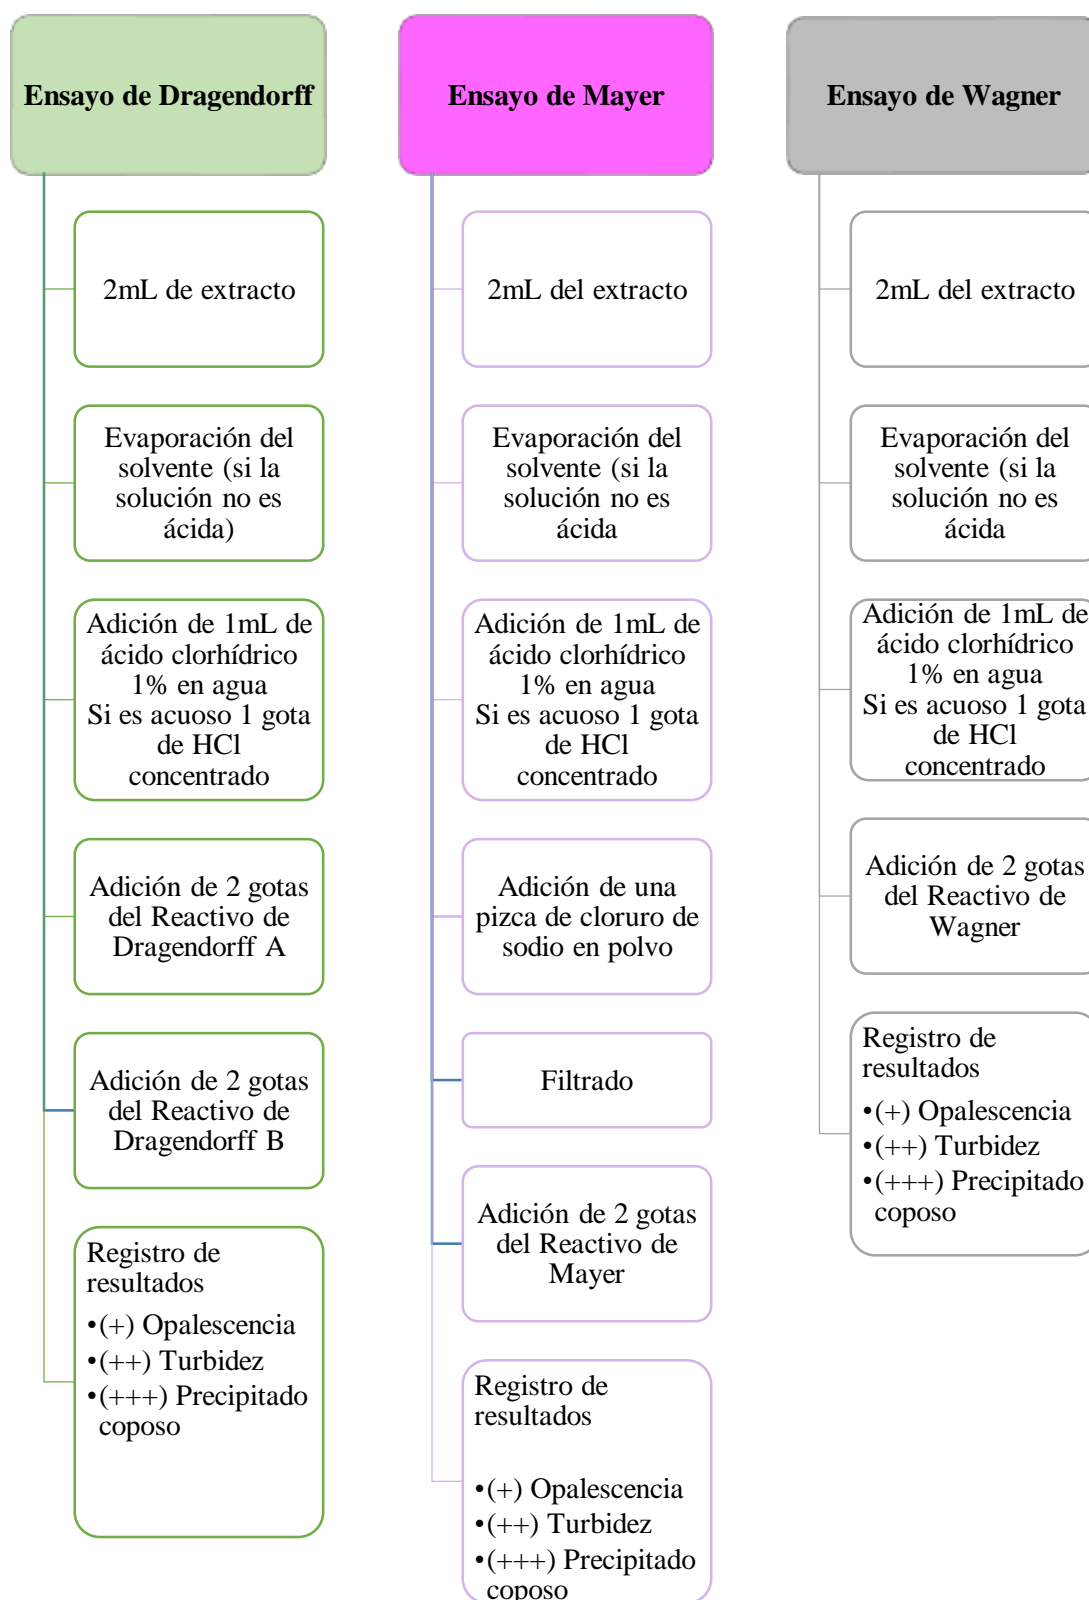 Ensayo de Dragendorff
2mL de extracto
Evaporación del
solvente (si la
solución no es
ácida)
Adición de 1mL de
ácido clorhídrico
1% en agua
Si es acuoso 1 gota
de HCl
concentrado
Adición de 2 gotas
del Reactivo de
Dragendorff A
Adición de 2 gotas
del Reactivo de
Dragendorff B
Registro de
resultados
•(+) Opalescencia
•(++) Turbidez
•(+++) Precipitado
coposo
Ensayo de Mayer
2mL del extracto
Evaporación del
solvente (si la
solución no es
ácida
Adición de 1mL de
ácido clorhídrico
1% en agua
Si es acuoso 1 gota
de HCl
concentrado
Adición de una
pizca de cloruro de
sodio en polvo
Filtrado
Adición de 2 gotas
del Reactivo de
Mayer
Registro de
resultados
•(+) Opalescencia
•(++) Turbidez
•(+++) Precipitado
coposo
Ensayo de Wagner
2mL del extracto
Evaporación del
solvente (si la
solución no es
ácida
Adición de 1mL de
ácido clorhídrico
1% en agua
Si es acuoso 1 gota
de HCl
concentrado
Adición de 2 gotas
del Reactivo de
Wagner
Registro de
resultados
•(+) Opalescencia
•(++) Turbidez
•(+++) Precipitado
coposo